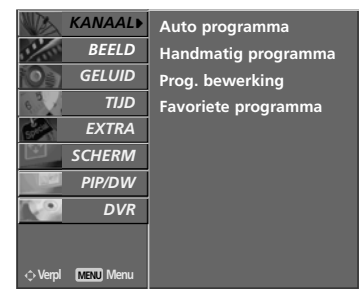 KANAAL
BEELD
GELUID
TIJD
EXTRA
SCHERM
PIP/DW
DVR
Verpl MENU Menu
Auto programma
Handmatig programma
Prog. bewerking
Favoriete programma